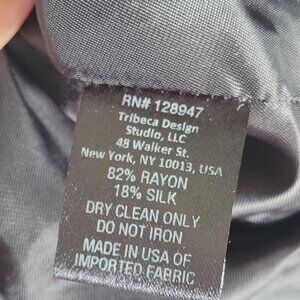 RN# 128947
Tribeca Design
Studio, LLC
48 Walker St.
New York, NY 10013, USA
82% RAYON
18% SILK
DRY CLEAN ONLY
DO NOT IRON
MADE IN USA OF
IMPORTED FABRIC